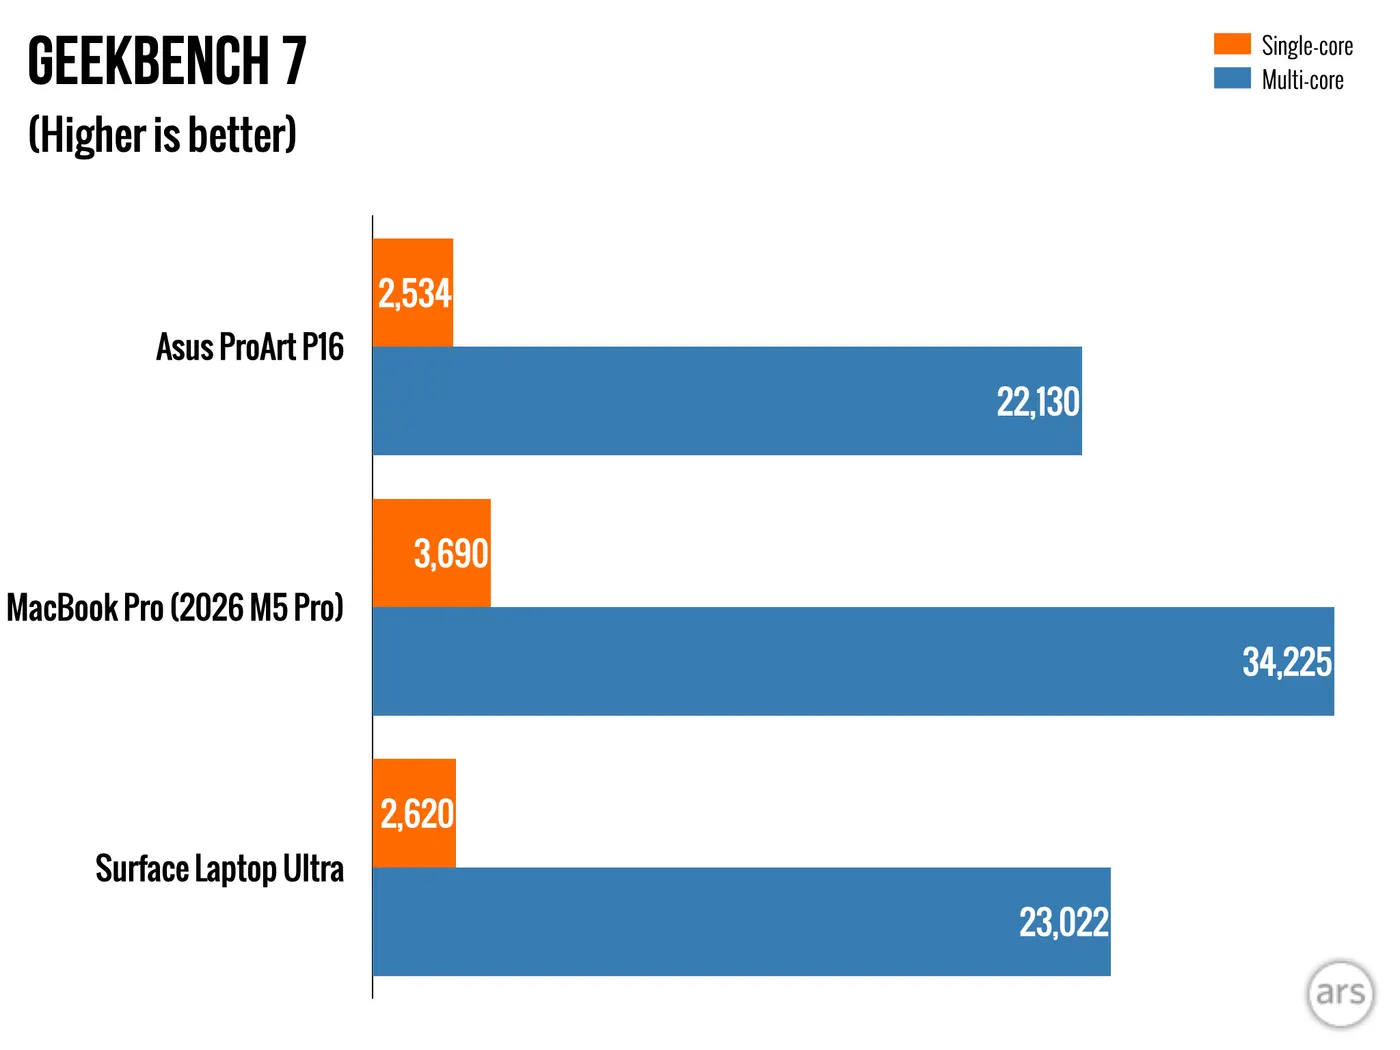 GEEKBENCH 7
(Higher is better)
Single-core
Multi-core
Asus ProArt P16
2,534
22,130
MacBook Pro (2026 M5 Pro)
3,690
34,225
Surface Laptop Ultra
2,620
23,022
ars